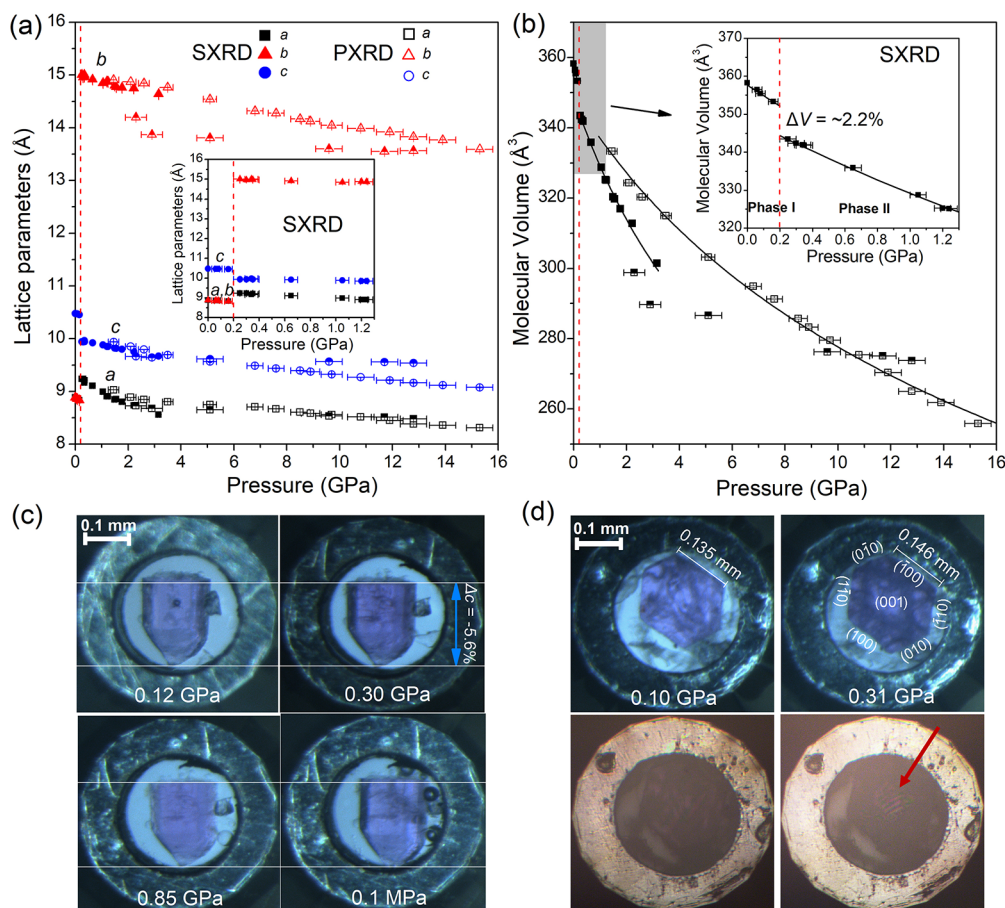 (a)
SXRD
PXRD
a
b
c
a
b
c
b
c
a
Lattice parameters (Å)
16
15
14
13
12
11
10
9
8
0 2 4 6 8 10 12 14 16
Pressure (GPa)
SXRD
c
a,b
Lattice parameters (Å)
16
15
14
13
12
11
10
9
8
0.0 0.2 0.4 0.6 0.8 1.0 1.2
Pressure (GPa)
(b)
Molecular Volume (Å³)
360
340
320
300
280
260
0 2 4 6 8 10 12 14 16
Pressure (GPa)
SXRD
ΔV = ~2.2%
Phase I
Phase II
Molecular Volume (Å³)
370
365
360
355
350
345
340
335
330
325
0.0 0.2 0.4 0.6 0.8 1.0 1.2
Pressure (GPa)
(c)
0.1 mm
0.12 GPa
Δc = -5.6%
0.30 GPa
0.85 GPa
0.1 MPa
(d)
0.1 mm
0.135 mm
0.10 GPa
0.146 mm
(01̄0)
(1̄00)
(11̄0)
(001)
(100)
(010)
0.31 GPa